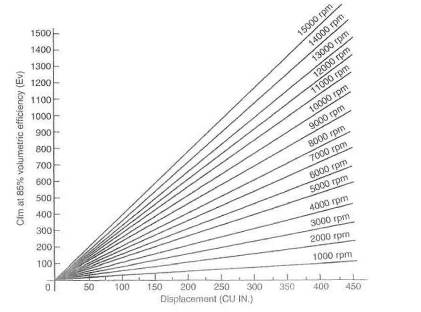 15000 rpm
14000 rpm
13000 rpm
12000 rpm
11000 rpm
10000 rpm
9000 rpm
8000 rpm
7000 rpm
6000 rpm
5000 rpm
4000 rpm
3000 rpm
2000 rpm
1000 rpm
Cfm at 85% volumetric efficiency (Ev)
1500
1400
1300
1200
1100
1000
900
800
700
600
500
400
300
200
100
0 50 100 150 200 250 300 350 400 450
Displacement (CU IN.)